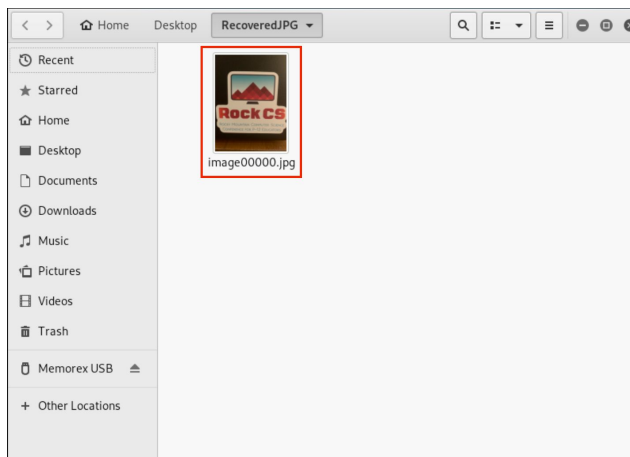 Home Desktop RecoveredJPG
Recent
Starred
Home
Desktop
Documents
Downloads
Music
Pictures
Videos
Trash
Memorex USB
+ Other Locations
Rock CS
image00000.jpg